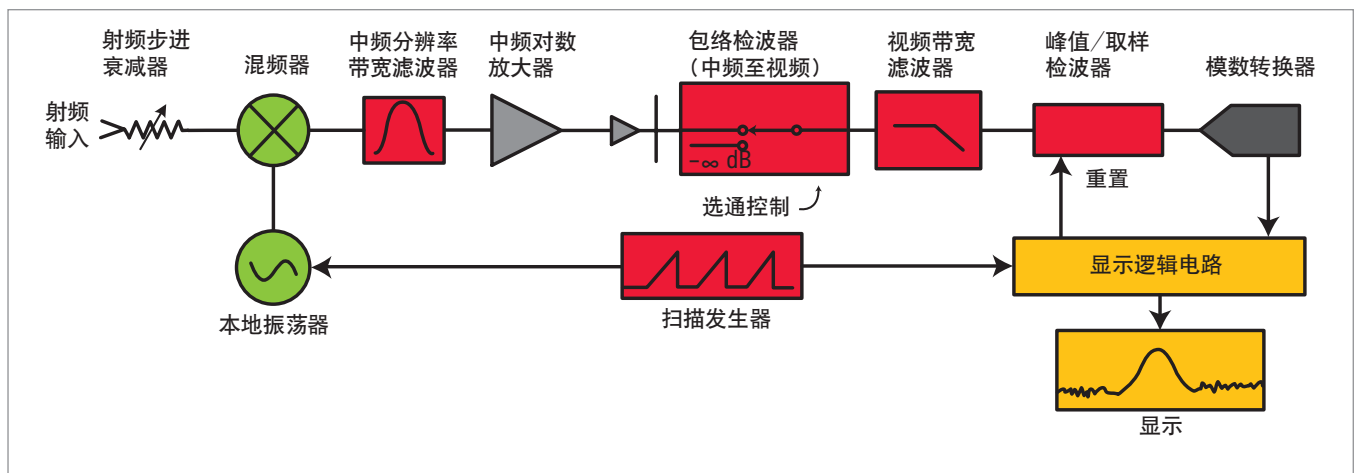 射频步进
衰减器
混频器
中频分辨率
带宽滤波器
中频对数
放大器
包络检波器
（中频至视频）
视频带宽
滤波器
峰值/取样
检波器
模数转换器
射频
输入
-∞ dB
选通控制
重置
显示逻辑电路
本地振荡器
扫描发生器
显示